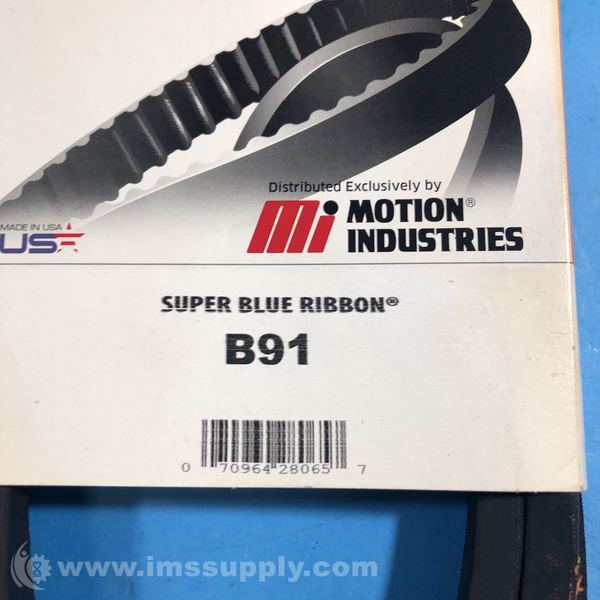 Distributed Exclusively by
Mi MOTION®
INDUSTRIES
MADE IN USA
USA
SUPER BLUE RIBBON®
B91
0 70964 28065 7
www.imssupply.com